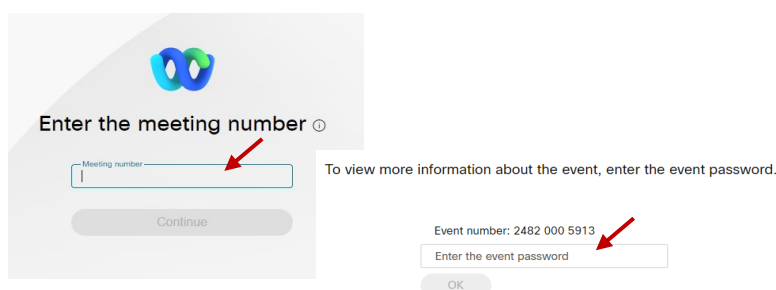 Enter the meeting number
Meeting number
Continue
To view more information about the event, enter the event password.
Event number: 2482 000 5913
Enter the event password
OK